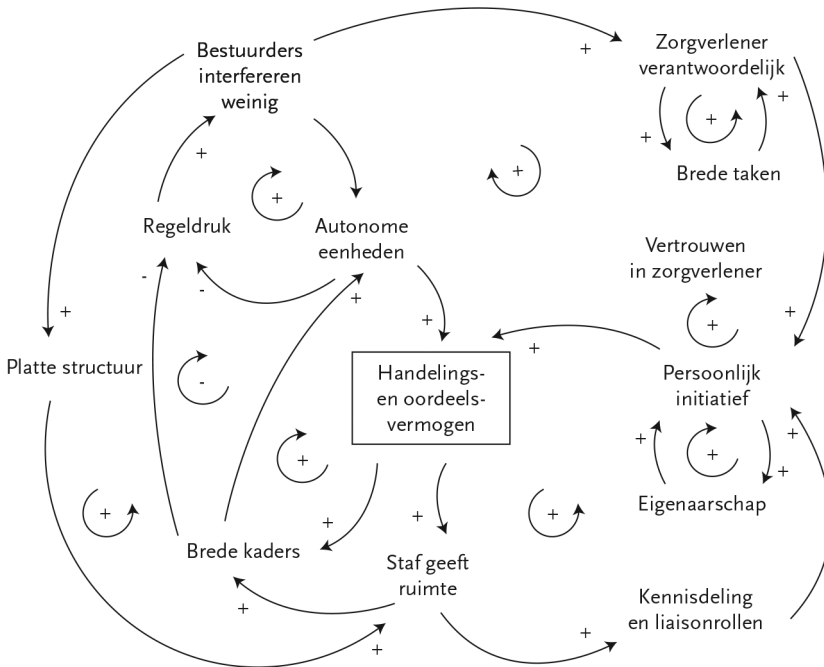 Bestuurders
interfereren
weinig
+
Zorgverlener
verantwoordelijk
+
+
+
Brede taken
+
+
+
Regeldruk
Autonome
eenheden
Vertrouwen
in zorgverlener
-
-
+
+
+
+
+
+
Platte structuur
-
Handelings-
en oordeels-
vermogen
Persoonlijk
initiatief
+
+
+
+
+
+
Eigenaarschap
+
+
+
+
Brede kaders
Staf geeft
ruimte
Kennisdeling
en liaisonrollen
+
+
+